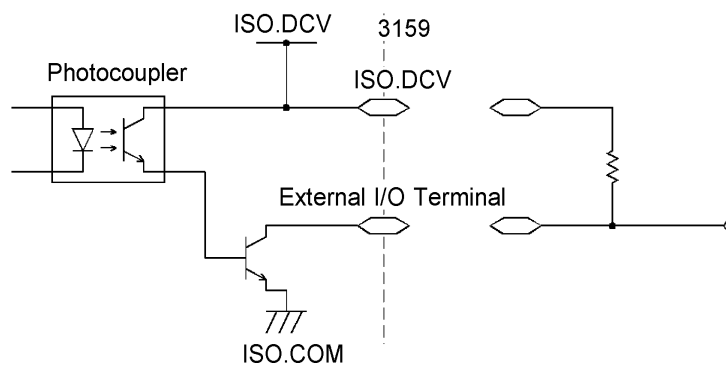 ISO.DCV
3159
Photocoupler
ISO.DCV
External I/O Terminal
ISO.COM